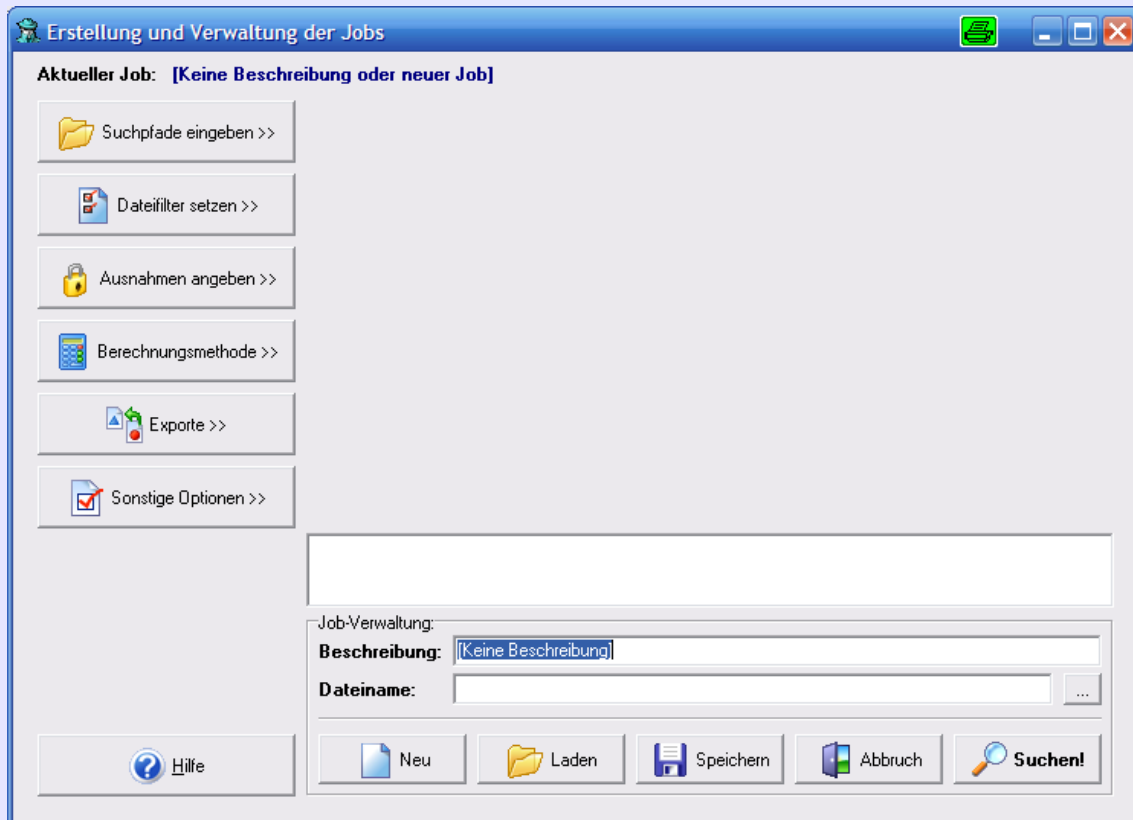 Erstellung und Verwaltung der Jobs
Aktueller Job: [Keine Beschreibung oder neuer Job]
Suchpfade eingeben >>
Dateifilter setzen >>
Ausnahmen angeben >>
Berechnungsmethode >>
Exporte >>
Sonstige Optionen >>
Job-Verwaltung:
Beschreibung: [Keine Beschreibung]
Dateiname: ...
Hilfe Neu Laden Speichern Abbruch Suchen!